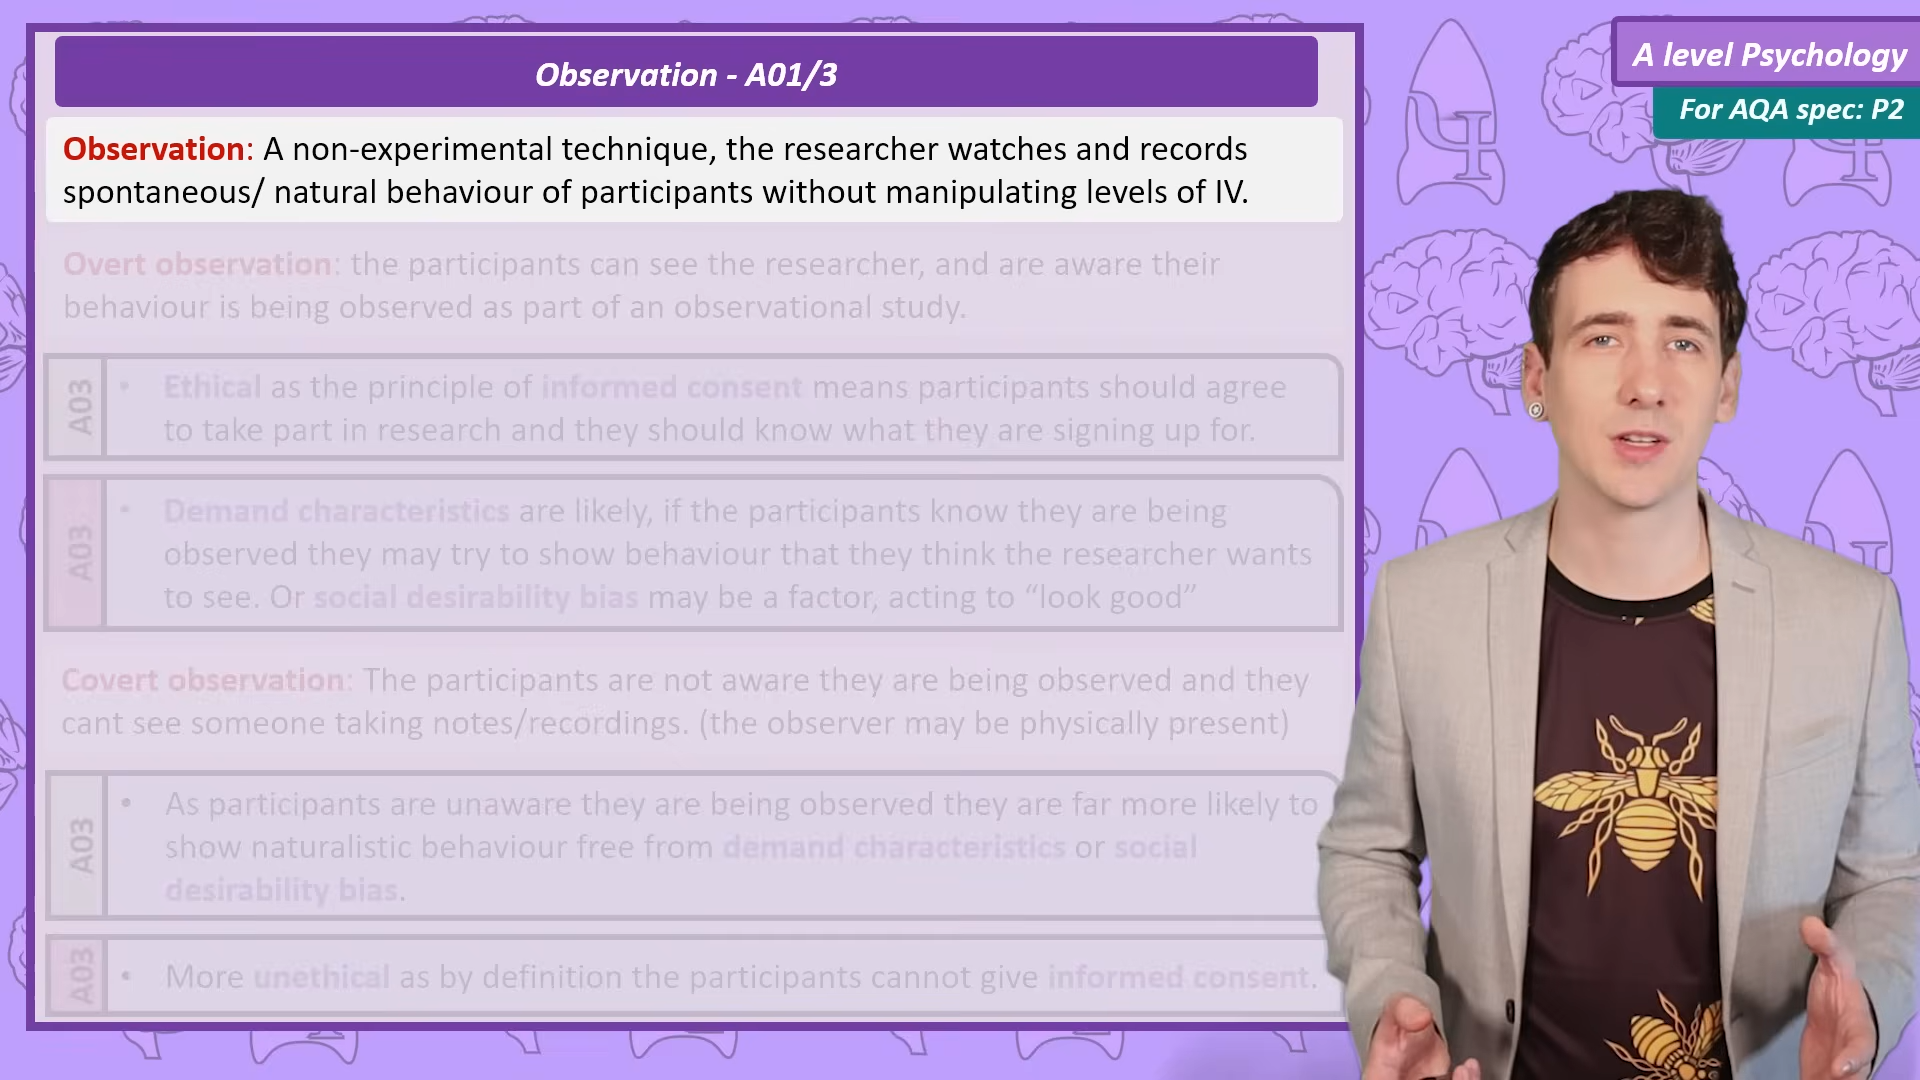 Observation - A01/3
A level Psychology
For AQA spec: P2
Observation: A non-experimental technique, the researcher watches and records
spontaneous/ natural behaviour of participants without manipulating levels of IV.
Overt observation: the participants can see the researcher, and are aware their
behaviour is being observed as part of an observational study.
A03
• Ethical as the principle of informed consent means participants should agree
to take part in research and they should know what they are signing up for.
A03
• Demand characteristics are likely, if the participants know they are being
observed they may try to show behaviour that they think the researcher wants
to see. Or social desirability bias may be a factor, acting to “look good”
Covert observation: The participants are not aware they are being observed and they
cant see someone taking notes/recordings. (the observer may be physically present)
A03
• As participants are unaware they are being observed they are far more likely to
show naturalistic behaviour free from demand characteristics or social
desirability bias.
A03
• More unethical as by definition the participants cannot give informed consent.